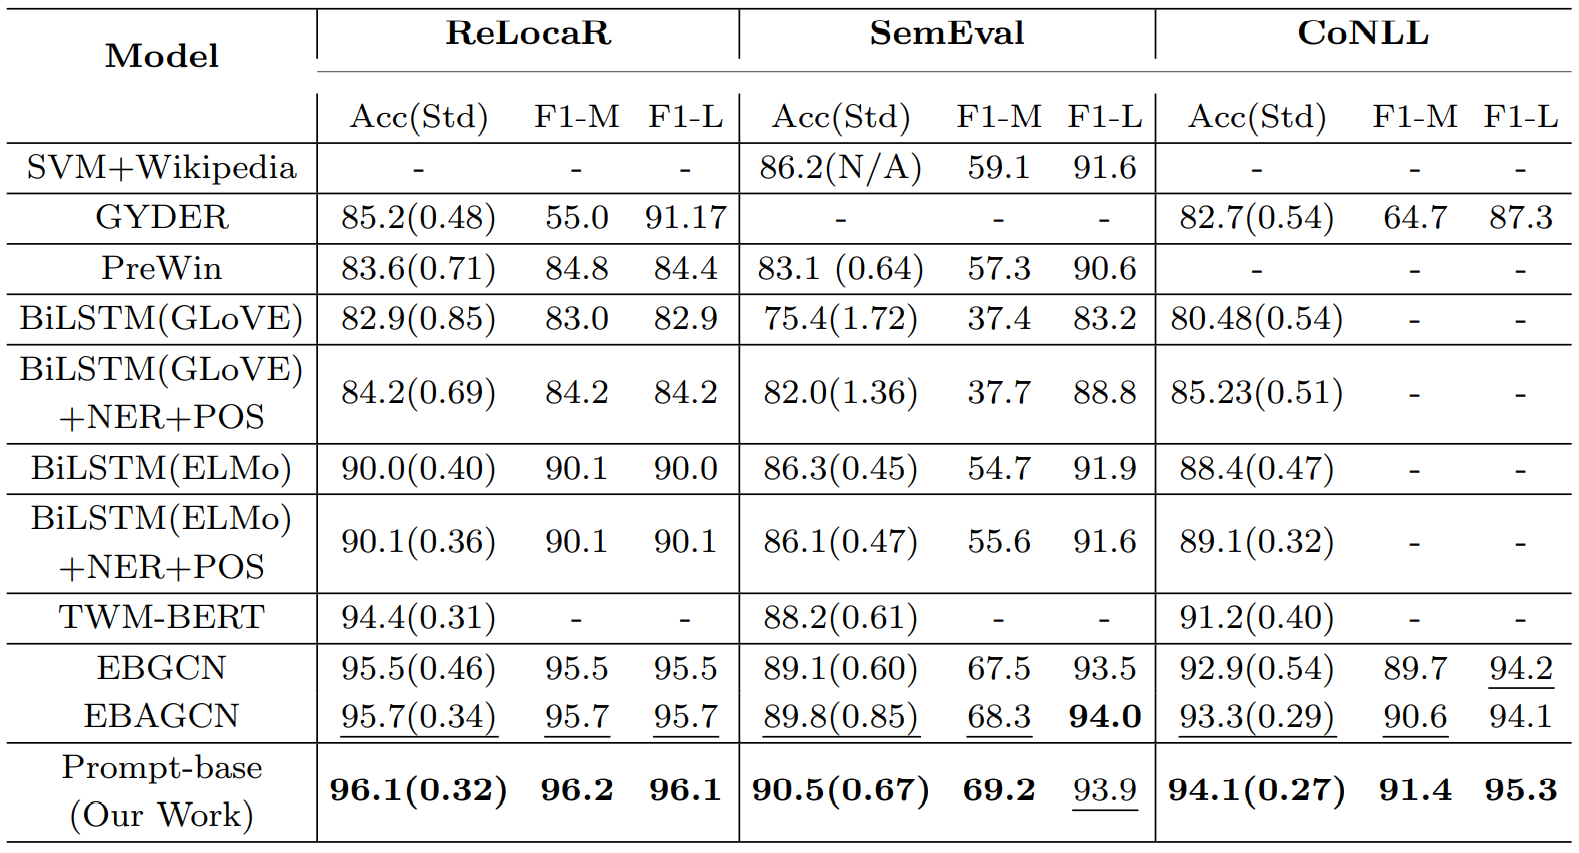 Model ReLocaR SemEval CoNLL
Acc(Std) F1-M F1-L Acc(Std) F1-M F1-L Acc(Std) F1-M F1-L
SVM+Wikipedia - - - 86.2(N/A) 59.1 91.6 - - -
GYDER 85.2(0.48) 55.0 91.17 - - - 82.7(0.54) 64.7 87.3
PreWin 83.6(0.71) 84.8 84.4 83.1 (0.64) 57.3 90.6 - - -
BiLSTM(GLoVE) 82.9(0.85) 83.0 82.9 75.4(1.72) 37.4 83.2 80.48(0.54) - -
BiLSTM(GLoVE)
+NER+POS 84.2(0.69) 84.2 84.2 82.0(1.36) 37.7 88.8 85.23(0.51) - -
BiLSTM(ELMo) 90.0(0.40) 90.1 90.0 86.3(0.45) 54.7 91.9 88.4(0.47) - -
BiLSTM(ELMo)
+NER+POS 90.1(0.36) 90.1 90.1 86.1(0.47) 55.6 91.6 89.1(0.32) - -
TWM-BERT 94.4(0.31) - - 88.2(0.61) - - 91.2(0.40) - -
EBGCN 95.5(0.46) 95.5 95.5 89.1(0.60) 67.5 93.5 92.9(0.54) 89.7 94.2
EBAGCN 95.7(0.34) 95.7 95.7 89.8(0.85) 68.3 94.0 93.3(0.29) 90.6 94.1
Prompt-base
(Our Work) 96.1(0.32) 96.2 96.1 90.5(0.67) 69.2 93.9 94.1(0.27) 91.4 95.3